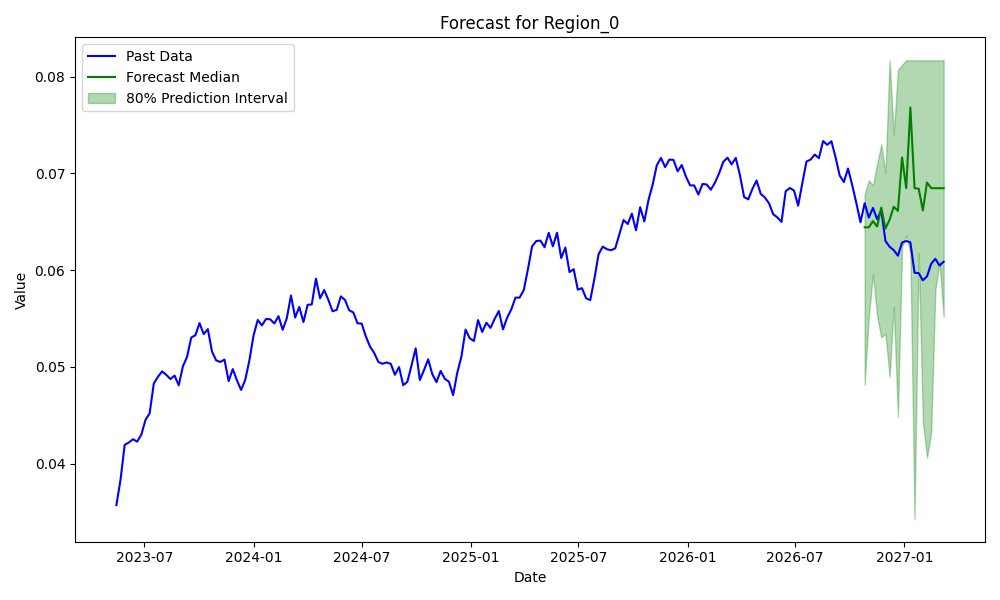 Forecast for Region_0
Past Data
Forecast Median
80% Prediction Interval
Value
0.08
0.07
0.06
0.05
0.04
2023-07
2024-01
2024-07
2025-01
2025-07
2026-01
2026-07
2027-01
Date